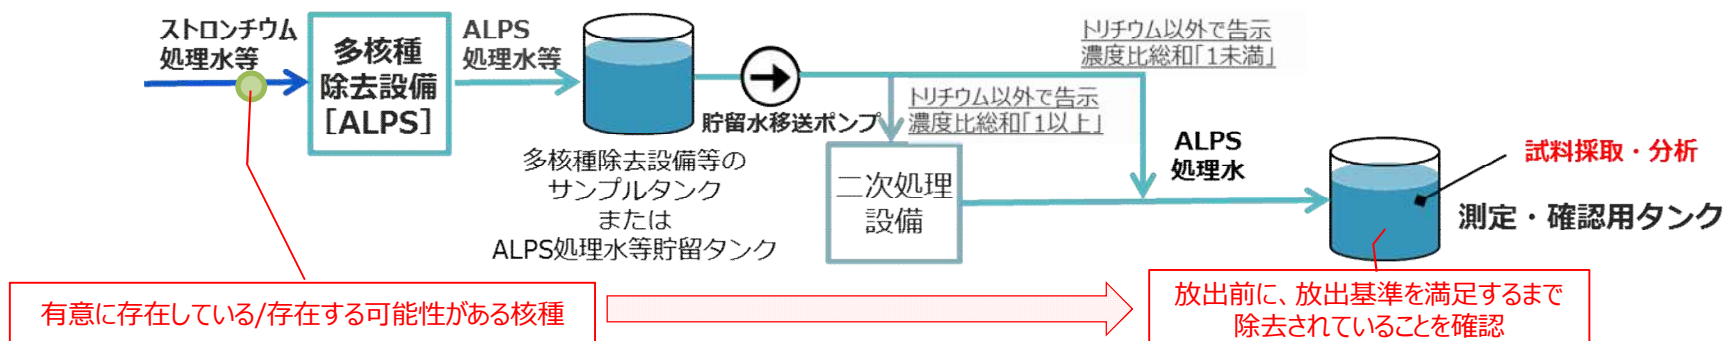 ストロンチウム
処理水等
多核種
除去設備
[ALPS]
ALPS
処理水等
多核種除去設備等の
サンプルタンク
または
ALPS処理水等貯留タンク
貯留水移送ポンプ
トリチウム以外で告示
濃度比総和「1未満」
トリチウム以外で告示
濃度比総和「1以上」
二次処理
設備
ALPS
処理水
試料採取・分析
測定・確認用タンク
有意に存在している/存在する可能性がある核種
放出前に、放出基準を満足するまで
除去されていることを確認